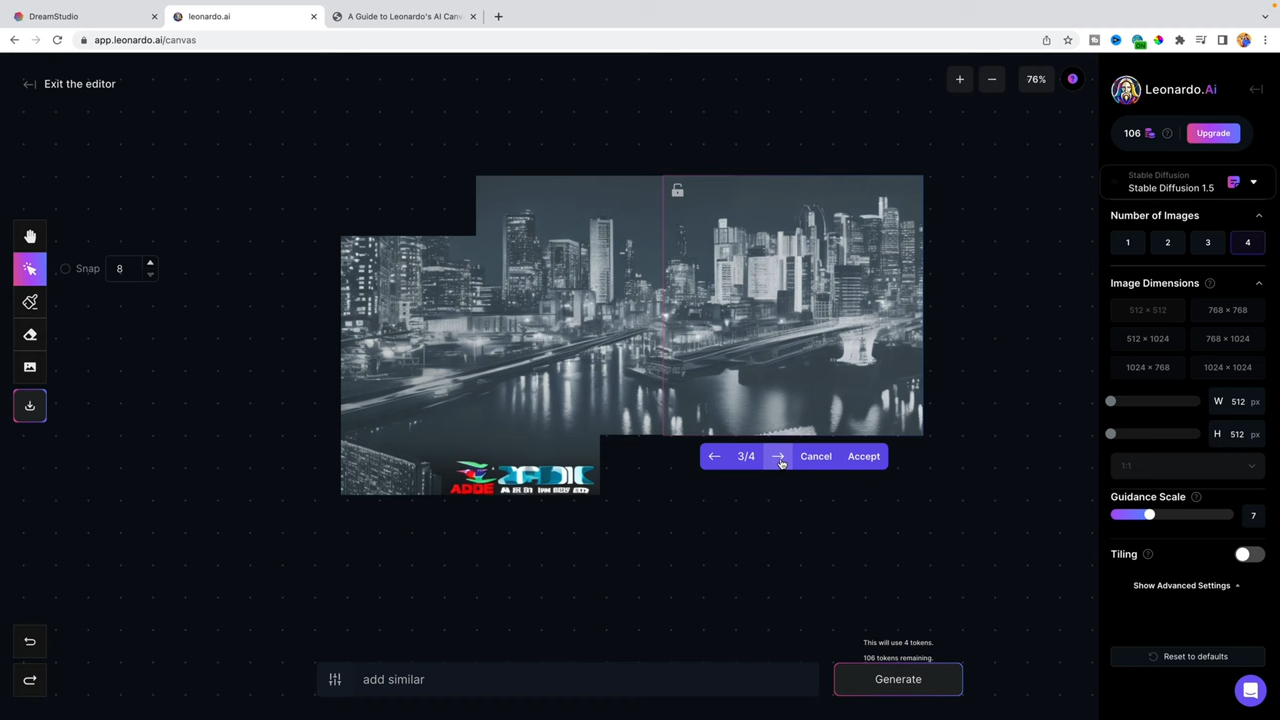 DreamStudio
leonardo.ai
A Guide to Leonardo's AI Canv
app.leonardo.ai/canvas
ON
Exit the editor
76%
Leonardo.Ai
106
Upgrade
Stable Diffusion
Stable Diffusion 1.5
Number of Images
1 2 3 4
Image Dimensions
512 × 512 768 × 768
512 × 1024 768 × 1024
1024 × 768 1024 × 1024
W 512 px
H 512 px
1:1
Guidance Scale
7
Tiling
Show Advanced Settings
Reset to defaults
Snap 8
ADDE
3/4 Cancel Accept
This will use 4 tokens.
106 tokens remaining.
add similar
Generate